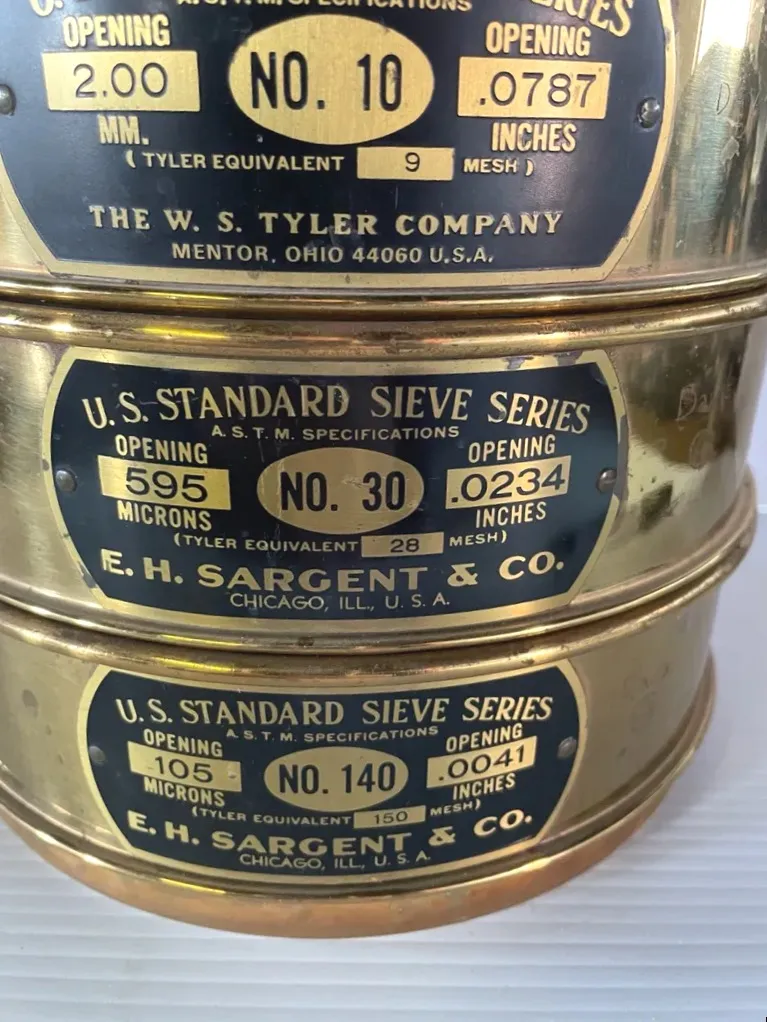 U. S. SERIES
A. S. T. M. SPECIFICATIONS
OPENING OPENING
2.00 NO. 10 .0787
MM. INCHES
( TYLER EQUIVALENT 9 MESH )
THE W. S. TYLER COMPANY
MENTOR, OHIO 44060 U.S.A.
U. S. STANDARD SIEVE SERIES
A. S. T. M. SPECIFICATIONS
OPENING OPENING
595 NO. 30 .0234
MICRONS INCHES
(TYLER EQUIVALENT 28 MESH)
E. H. SARGENT & CO.
CHICAGO, ILL., U. S. A.
U. S. STANDARD SIEVE SERIES
A. S. T. M. SPECIFICATIONS
OPENING OPENING
105 NO. 140 .0041
MICRONS INCHES
(TYLER EQUIVALENT 150 MESH)
E. H. SARGENT & CO.
CHICAGO, ILL., U. S. A.